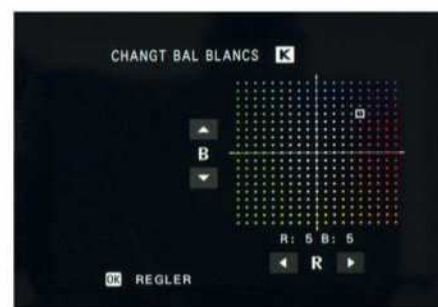 CHANGT BAL BLANCS K
B
R: 5 B: 5
R
OK REGLER